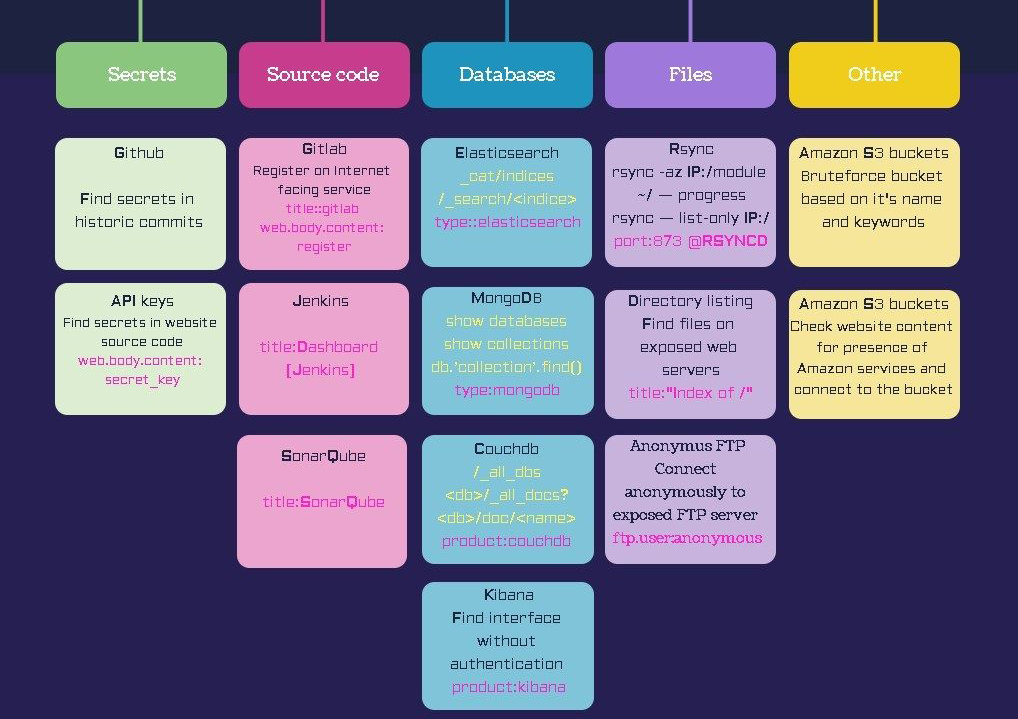 Secrets
Github
Find secrets in
historic commits
API keys
Find secrets in website
source code
web.body.content:
secret_key
Source code
Gitlab
Register on Internet
facing service
title::gitlab
web.body.content:
register
Jenkins
title:Dashboard
[Jenkins]
SonarQube
title:SonarQube
Databases
Elasticsearch
_cat/indices
/_search/<indice>
type::elasticsearch
MongoDB
show databases
show collections
db.'collection'.find()
type:mongodb
Couchdb
/_all_dbs
<db>/_all_docs?
<db>/doc/<name>
product:couchdb
Kibana
Find interface
without
authentication
product:kibana
Files
Rsync
rsync -az IP:/module
~/ — progress
rsync — list-only IP:/
port:873 @RSYNCD
Directory listing
Find files on
exposed web
servers
title:"Index of /"
Anonymus FTP
Connect
anonymously to
exposed FTP server
ftp.user:anonymous
Other
Amazon S3 buckets
Bruteforce bucket
based on it's name
and keywords
Amazon S3 buckets
Check website content
for presence of
Amazon services and
connect to the bucket